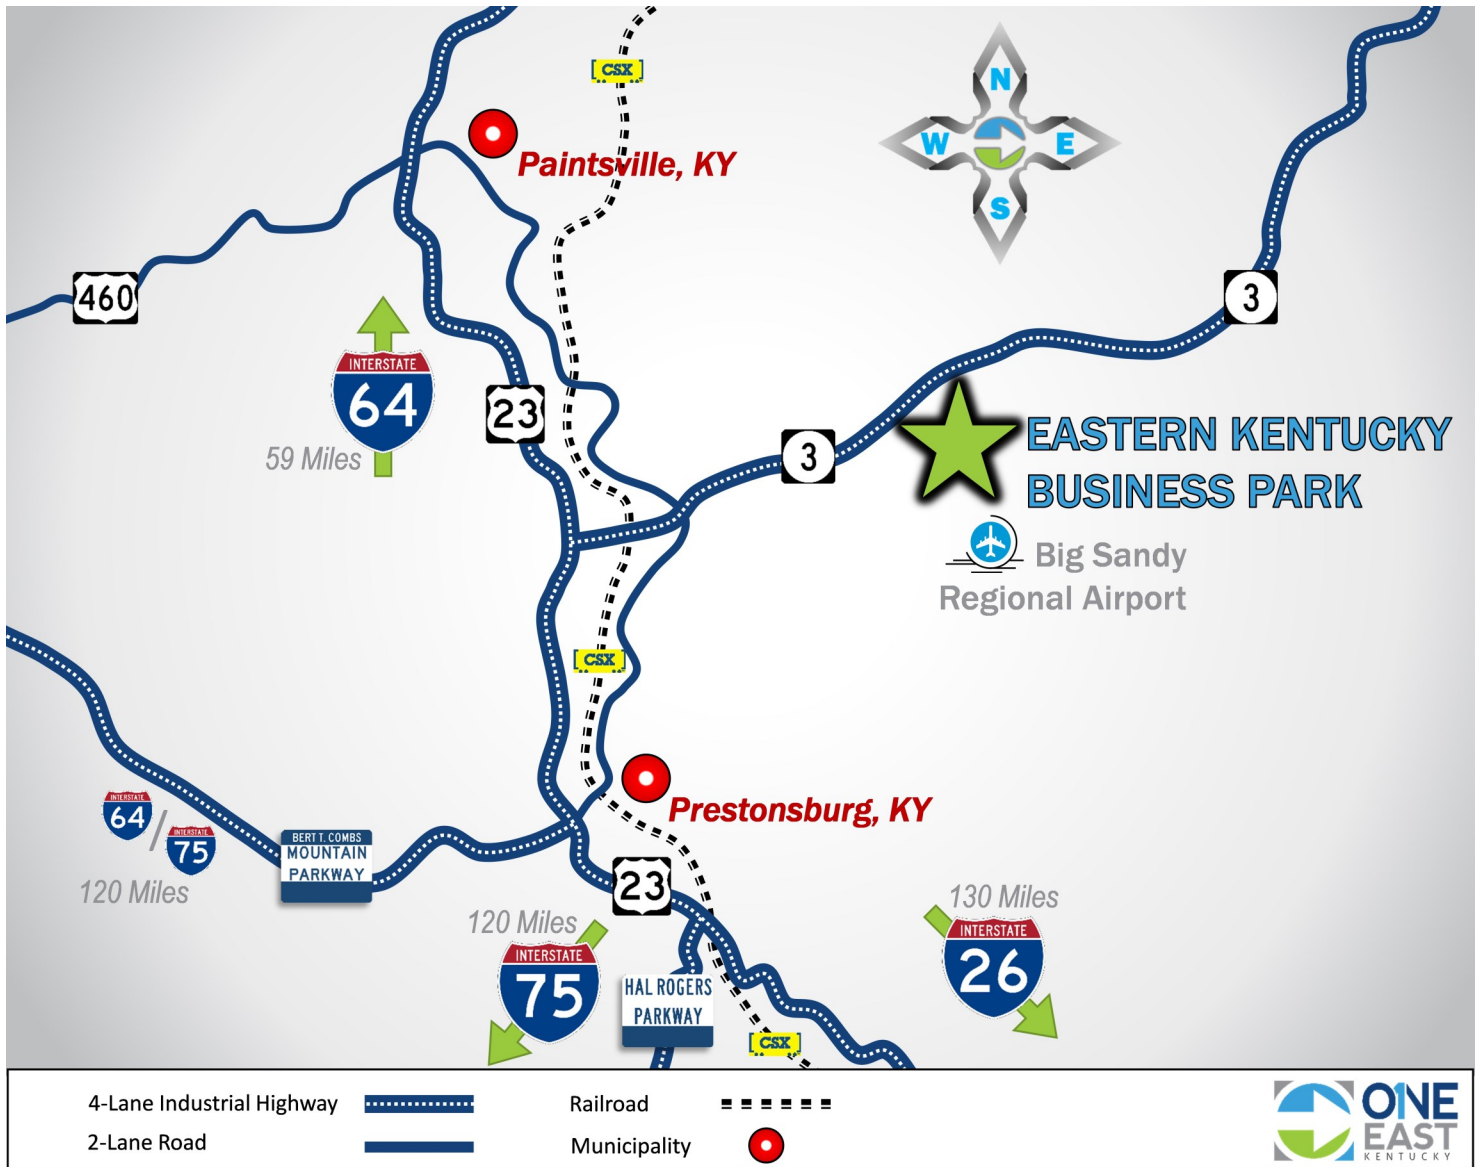 CSX
Paintsville, KY
N
W
E
S
460
3
INTERSTATE
64
59 Miles
23
3
EASTERN KENTUCKY
BUSINESS PARK
Big Sandy
Regional Airport
CSX
Prestonsburg, KY
INTERSTATE
64
/
INTERSTATE
75
120 Miles
BERT T. COMBS
MOUNTAIN
PARKWAY
23
120 Miles
INTERSTATE
75
HAL ROGERS
PARKWAY
130 Miles
INTERSTATE
26
CSX
4-Lane Industrial Highway
2-Lane Road
Railroad
Municipality
ONE
EAST
KENTUCKY